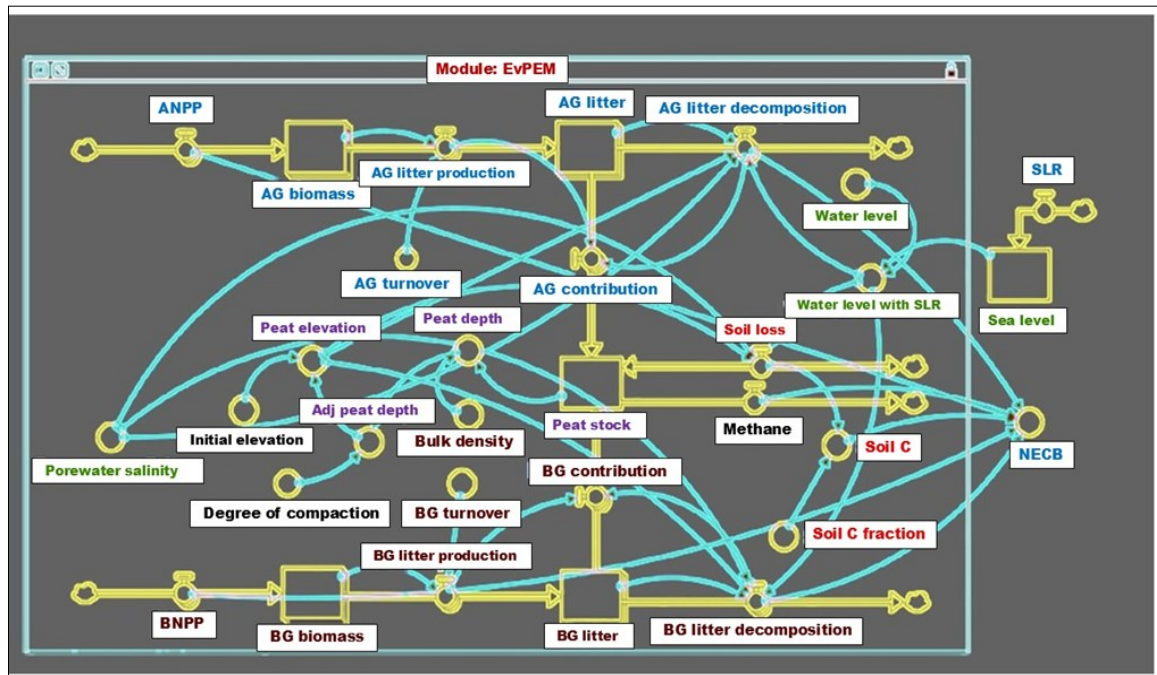 Module: EvPEM
ANPP
AG litter
AG litter decomposition
AG litter production
AG biomass
SLR
Water level
AG turnover
AG contribution
Water level with SLR
Sea level
Peat elevation
Peat depth
Soil loss
Adj peat depth
Initial elevation
Bulk density
Peat stock
Methane
Soil C
Porewater salinity
NECB
BG contribution
Degree of compaction
BG turnover
Soil C fraction
BG litter production
BNPP
BG biomass
BG litter
BG litter decomposition